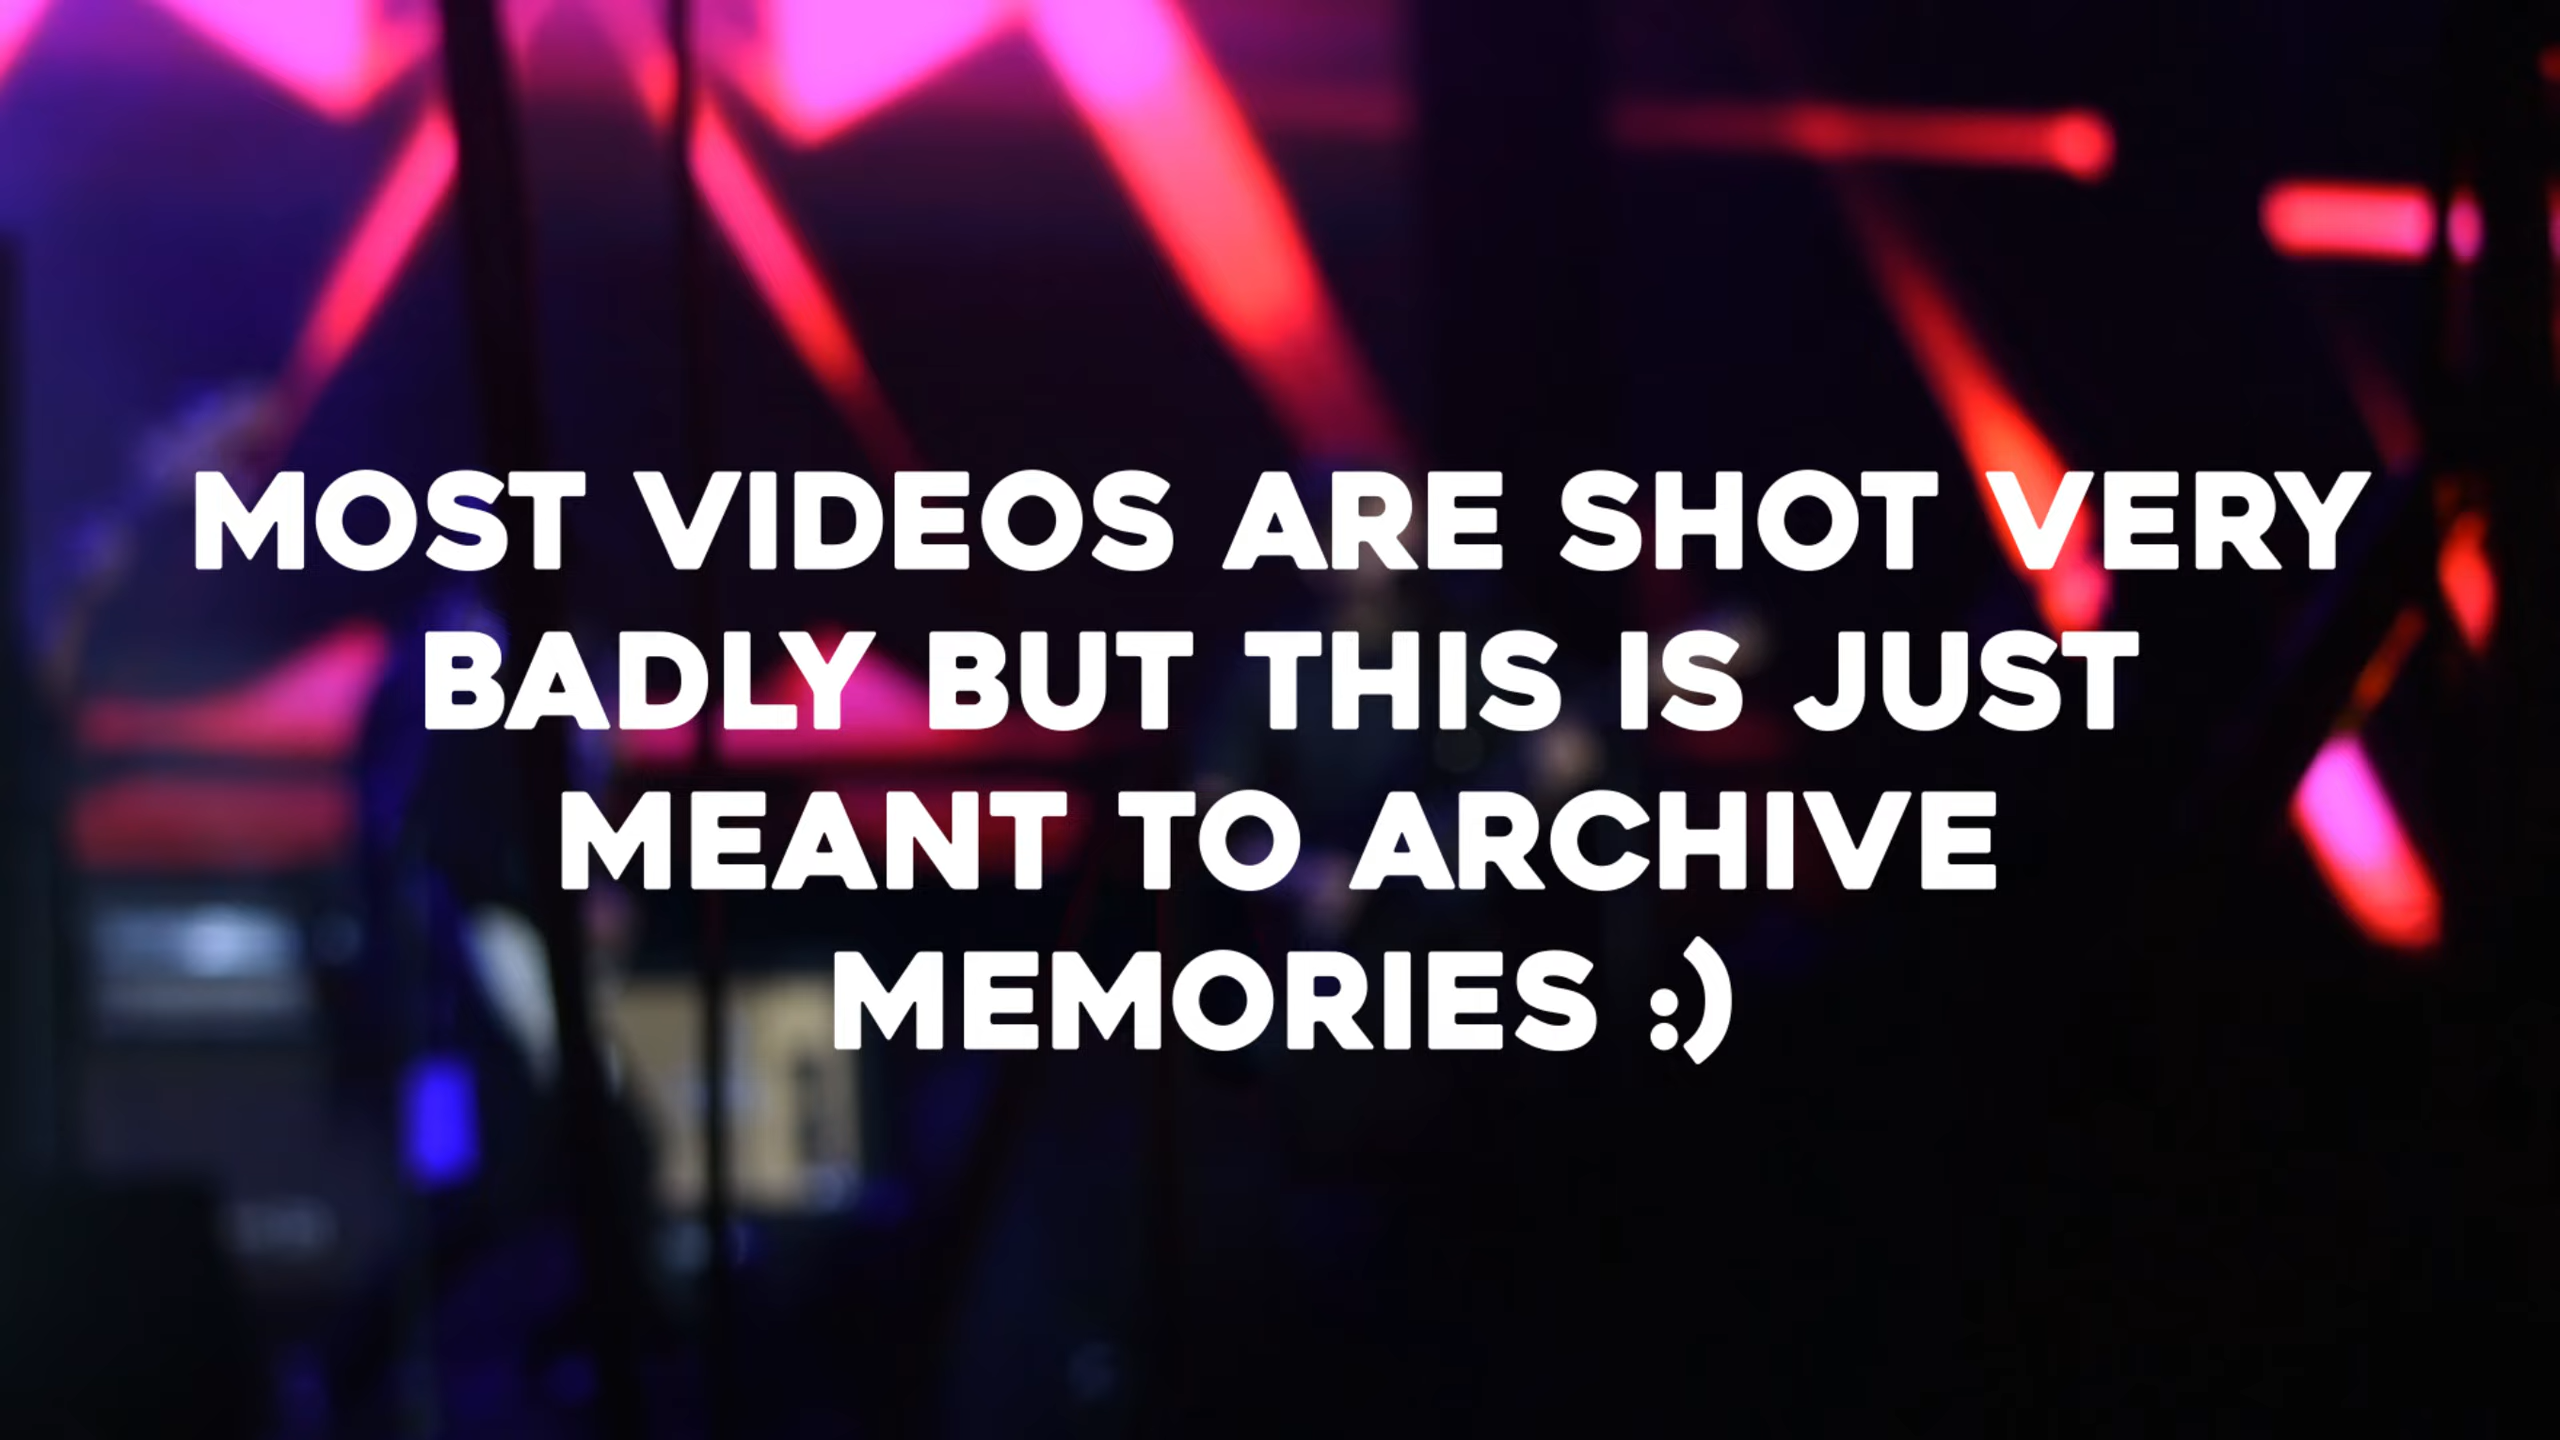 MOST VIDEOS ARE SHOT VERY
BADLY BUT THIS IS JUST
MEANT TO ARCHIVE
MEMORIES :)